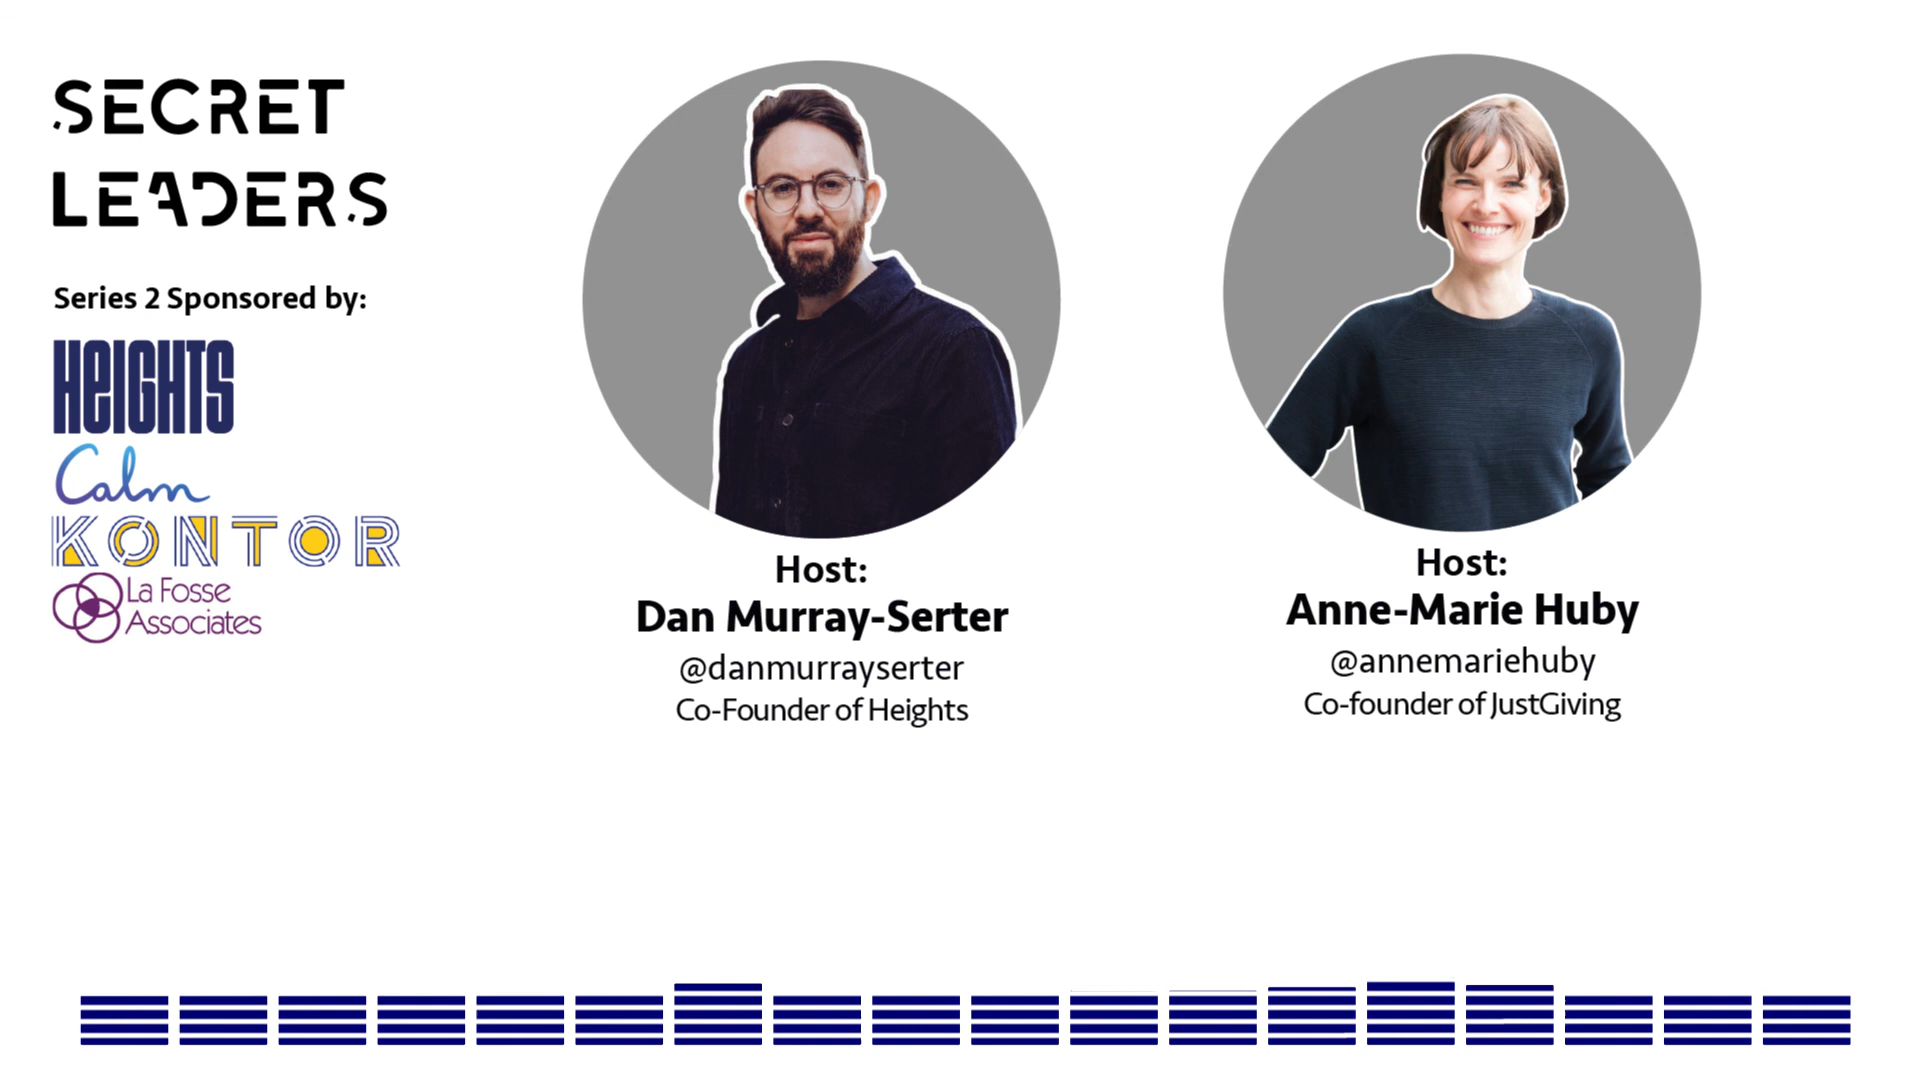 SECRET
LEADERS
Series 2 Sponsored by:
HEIGHTS
Calm
KONTOR
La Fosse
Associates
Host:
Dan Murray-Serter
@danmurrayserter
Co-Founder of Heights
Host:
Anne-Marie Huby
@annemariehuby
Co-founder of JustGiving